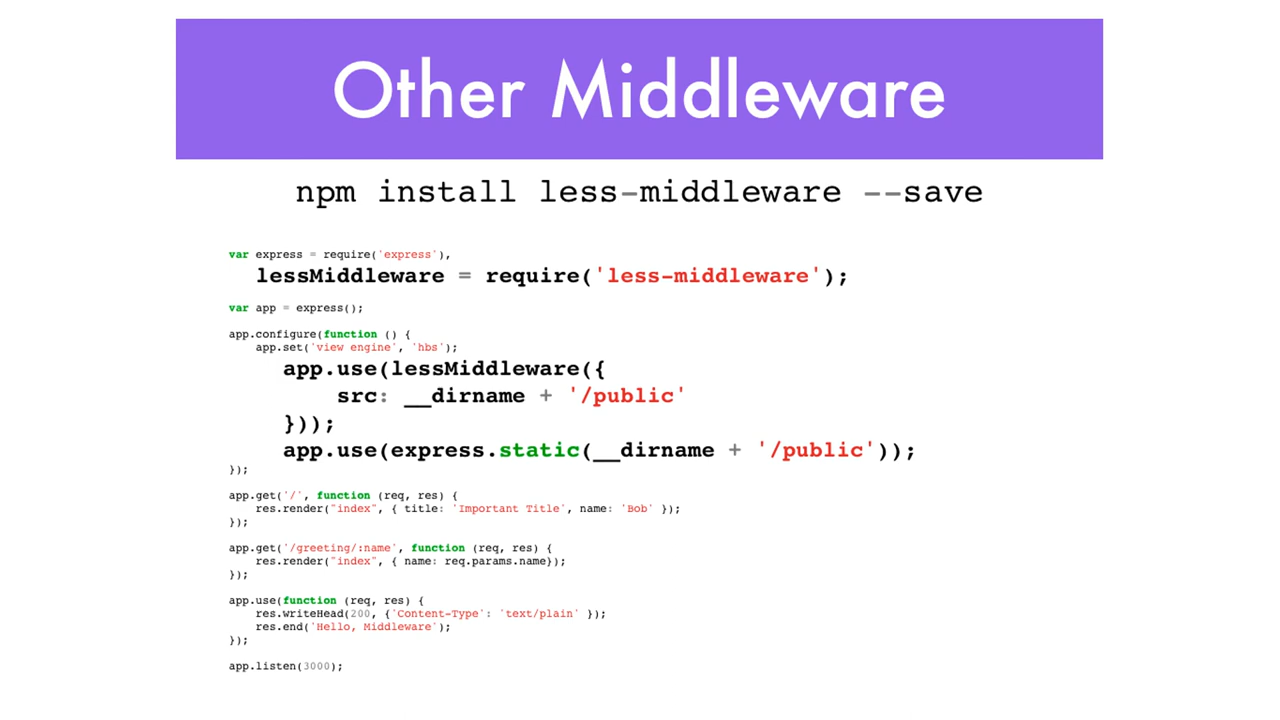 Other Middleware
npm install less-middleware --save
var express = require('express'),
    lessMiddleware = require('less-middleware');
var app = express();
app.configure(function () {
    app.set('view engine', 'hbs');
    app.use(lessMiddleware({
        src: __dirname + '/public'
    }));
    app.use(express.static(__dirname + '/public'));
});
app.get('/', function (req, res) {
    res.render("index", { title: 'Important Title', name: 'Bob' });
});
app.get('/greeting/:name', function (req, res) {
    res.render("index", { name: req.params.name});
});
app.use(function (req, res) {
    res.writeHead(200, {'Content-Type': 'text/plain' });
    res.end('Hello, Middleware');
});
app.listen(3000);